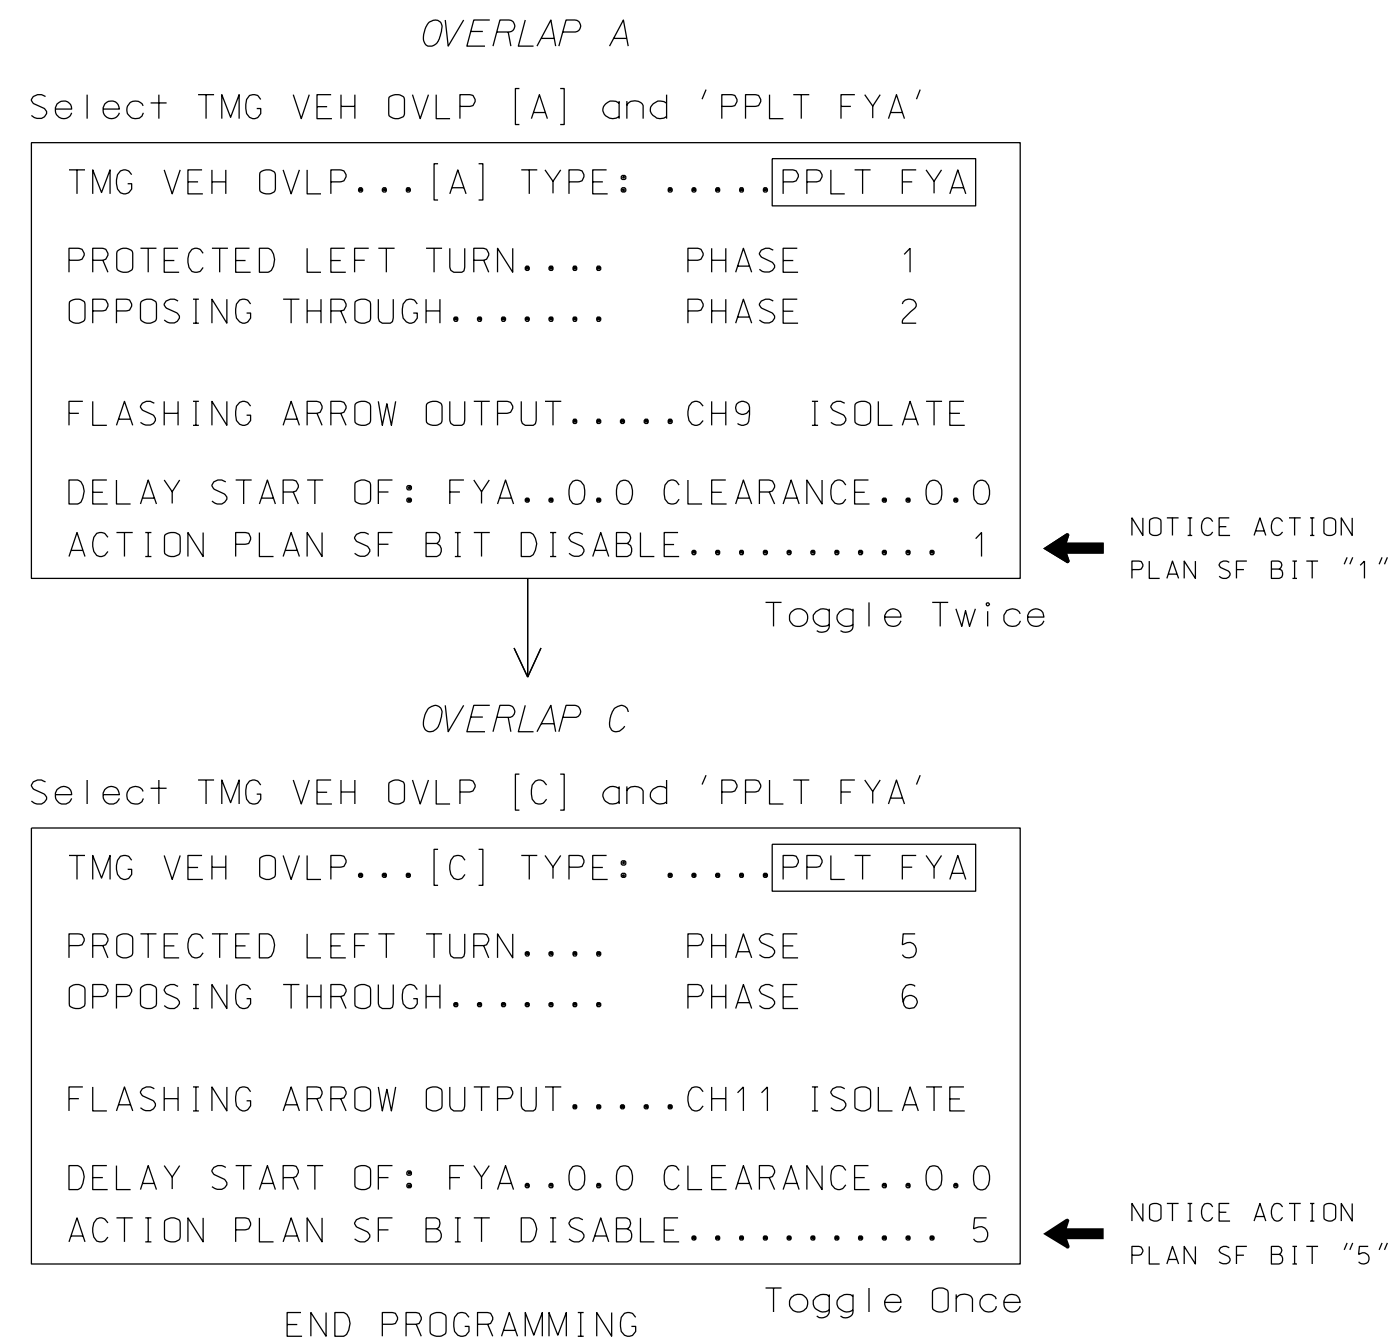 OVERLAP A
Select TMG VEH OVLP [A] and 'PPLT FYA'
TMG VEH OVLP...[A] TYPE: .....PPLT FYA
PROTECTED LEFT TURN.... PHASE 1
OPPOSING THROUGH....... PHASE 2
FLASHING ARROW OUTPUT.....CH9 ISOLATE
DELAY START OF: FYA..0.0 CLEARANCE..0.0
ACTION PLAN SF BIT DISABLE........... 1
NOTICE ACTION
PLAN SF BIT "1"
Toggle Twice
OVERLAP C
Select TMG VEH OVLP [C] and 'PPLT FYA'
TMG VEH OVLP...[C] TYPE: .....PPLT FYA
PROTECTED LEFT TURN.... PHASE 5
OPPOSING THROUGH....... PHASE 6
FLASHING ARROW OUTPUT.....CH11 ISOLATE
DELAY START OF: FYA..0.0 CLEARANCE..0.0
ACTION PLAN SF BIT DISABLE........... 5
NOTICE ACTION
PLAN SF BIT "5"
Toggle Once
END PROGRAMMING